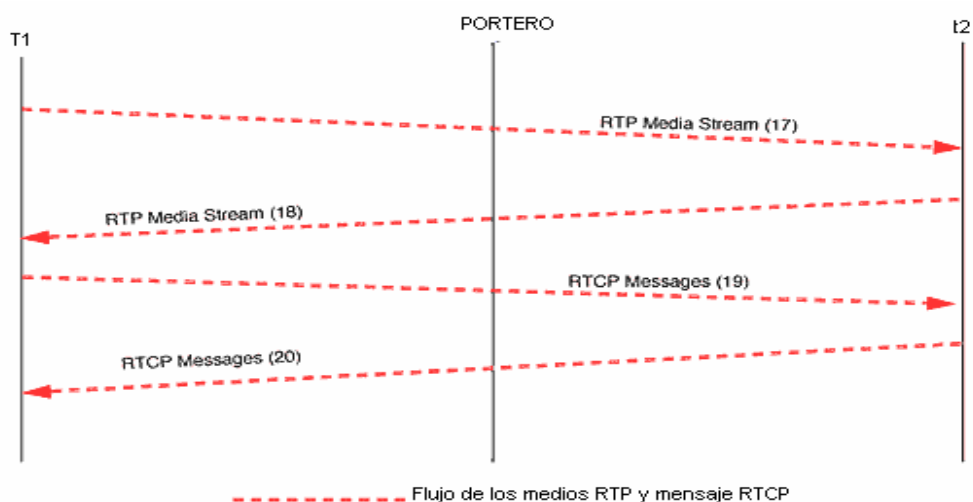 T1
PORTERO
t2
RTP Media Stream (17)
RTP Media Stream (18)
RTCP Messages (19)
RTCP Messages (20)
Flujo de los medios RTP y mensaje RTCP